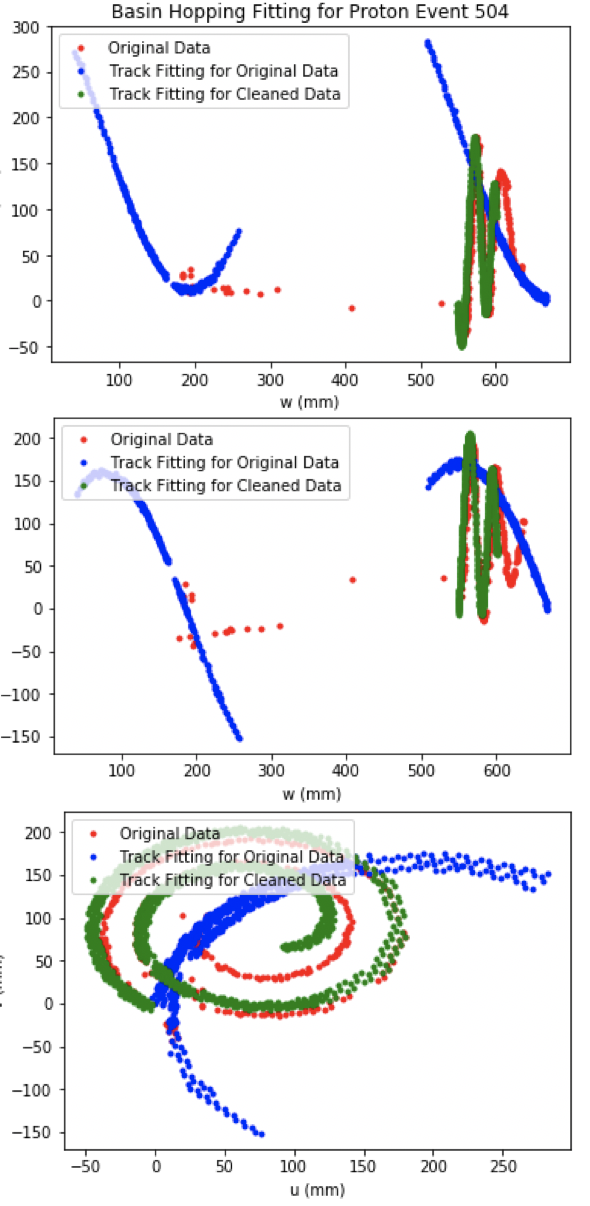 Basin Hopping Fitting for Proton Event 504
300
250
200
150
100
50
0
−50
Original Data
Track Fitting for Original Data
Track Fitting for Cleaned Data
100 200 300 400 500 600
w (mm)
200
150
100
50
0
−50
−100
−150
Original Data
Track Fitting for Original Data
Track Fitting for Cleaned Data
100 200 300 400 500 600
w (mm)
200
150
100
50
0
−50
−100
−150
Original Data
Track Fitting for Original Data
Track Fitting for Cleaned Data
−50 0 50 100 150 200 250
u (mm)